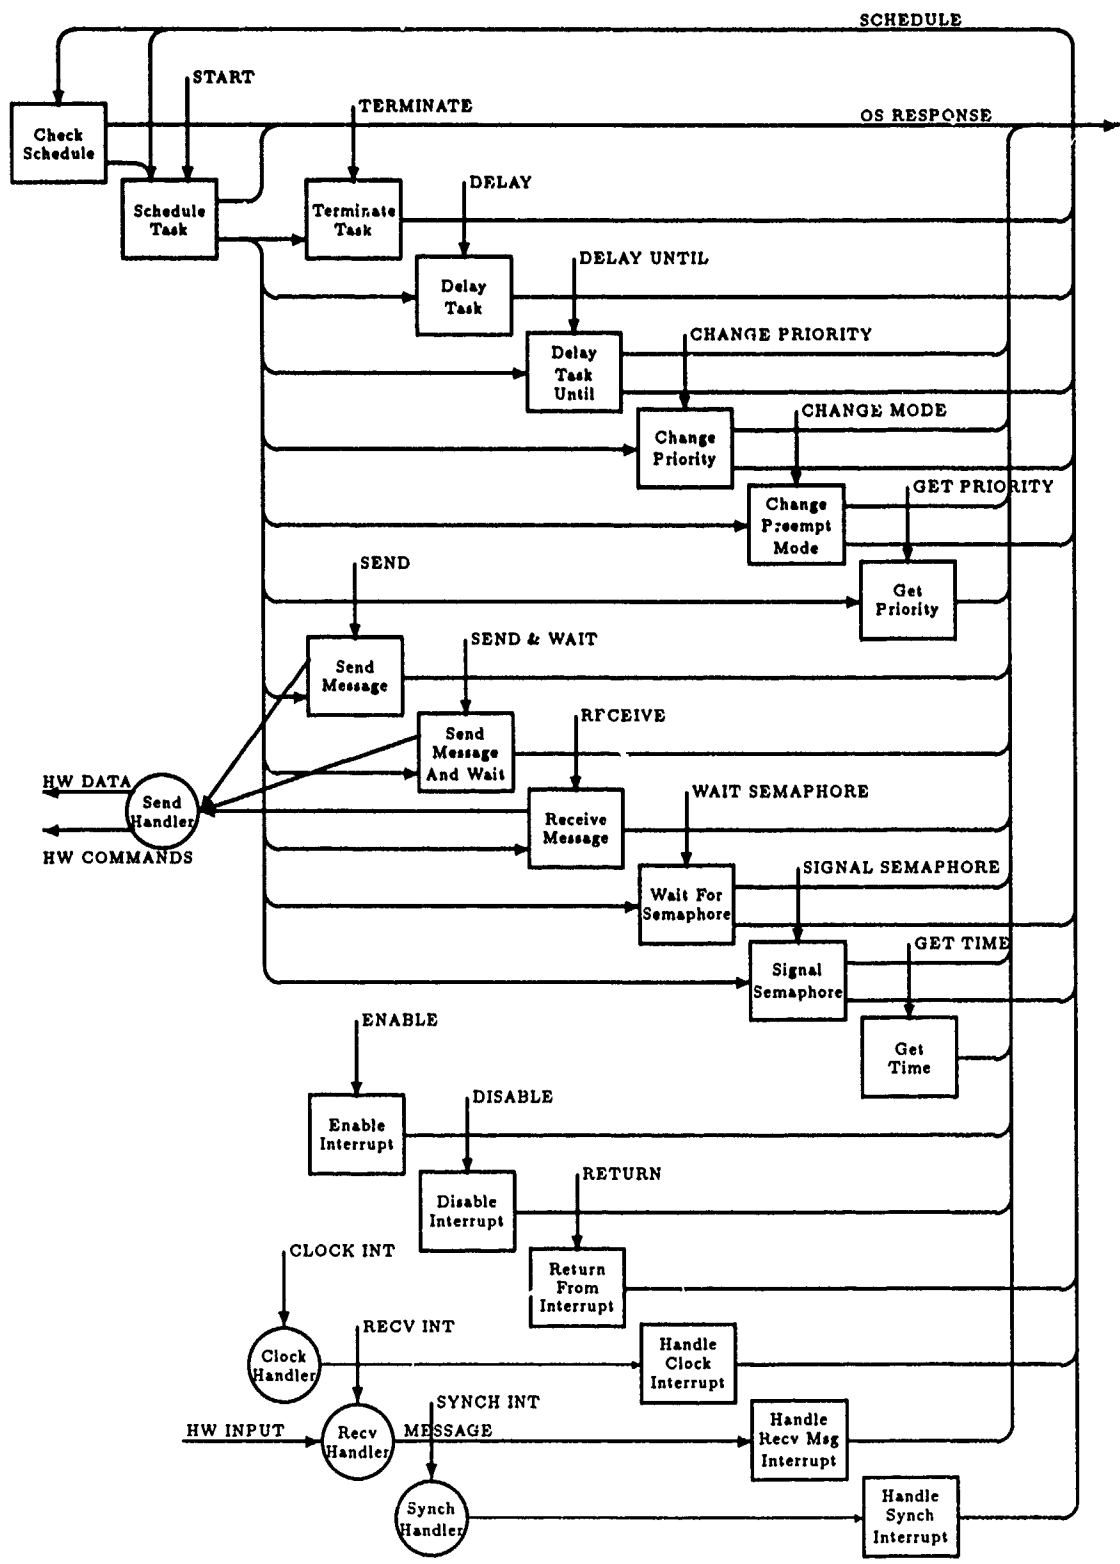 SCHEDULE
START
TERMINATE
OS RESPONSE
Check
Schedule
DELAY
Schedule
Task
Terminate
Task
DELAY UNTIL
Delay
Task
CHANGE PRIORITY
Delay
Task
Until
CHANGE MODE
Change
Priority
GET PRIORITY
Change
Preempt
Mode
SEND
Get
Priority
SEND & WAIT
Send
Message
RECEIVE
Send
Message
And Wait
HW DATA
Send
Handler
HW COMMANDS
WAIT SEMAPHORE
Receive
Message
SIGNAL SEMAPHORE
Wait For
Semaphore
GET TIME
Signal
Semaphore
ENABLE
Get
Time
DISABLE
Enable
Interrupt
RETURN
Disable
Interrupt
CLOCK INT
Return
From
Interrupt
RECV INT
Clock
Handler
Handle
Clock
Interrupt
SYNCH INT
HW INPUT
Recv
Handler
MESSAGE
Handle
Recv Msg
Interrupt
Synch
Handler
Handle
Synch
Interrupt